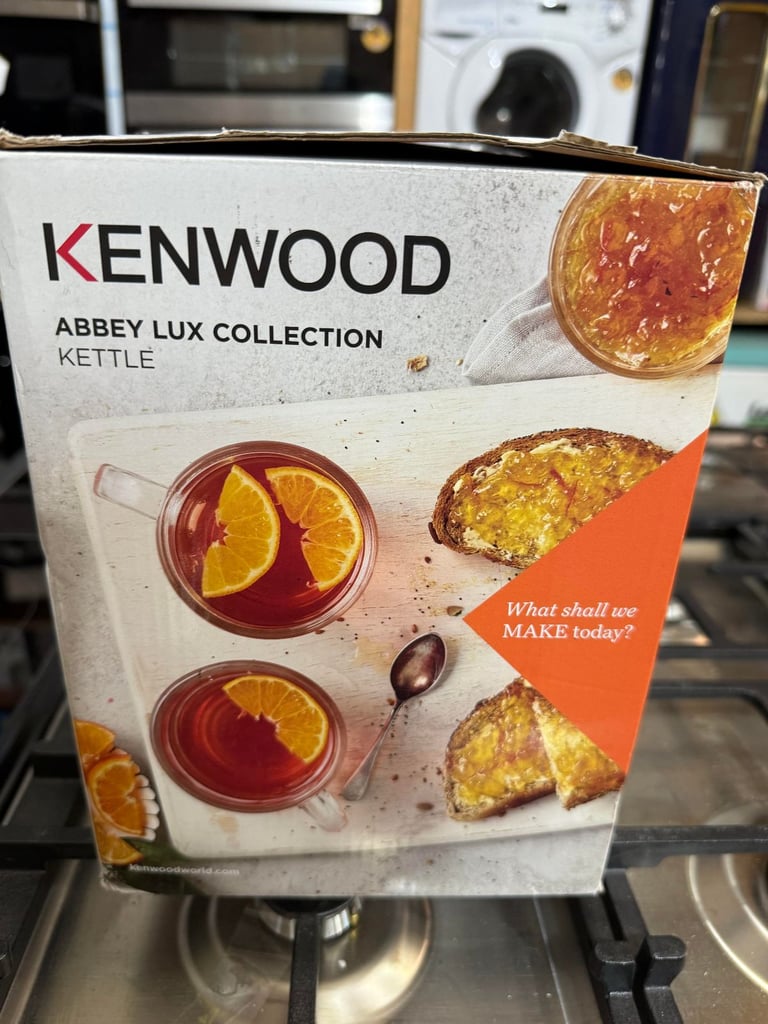 KENWOOD
ABBEY LUX COLLECTION
KETTLE
What shall we
MAKE today?
kenwoodworld.com